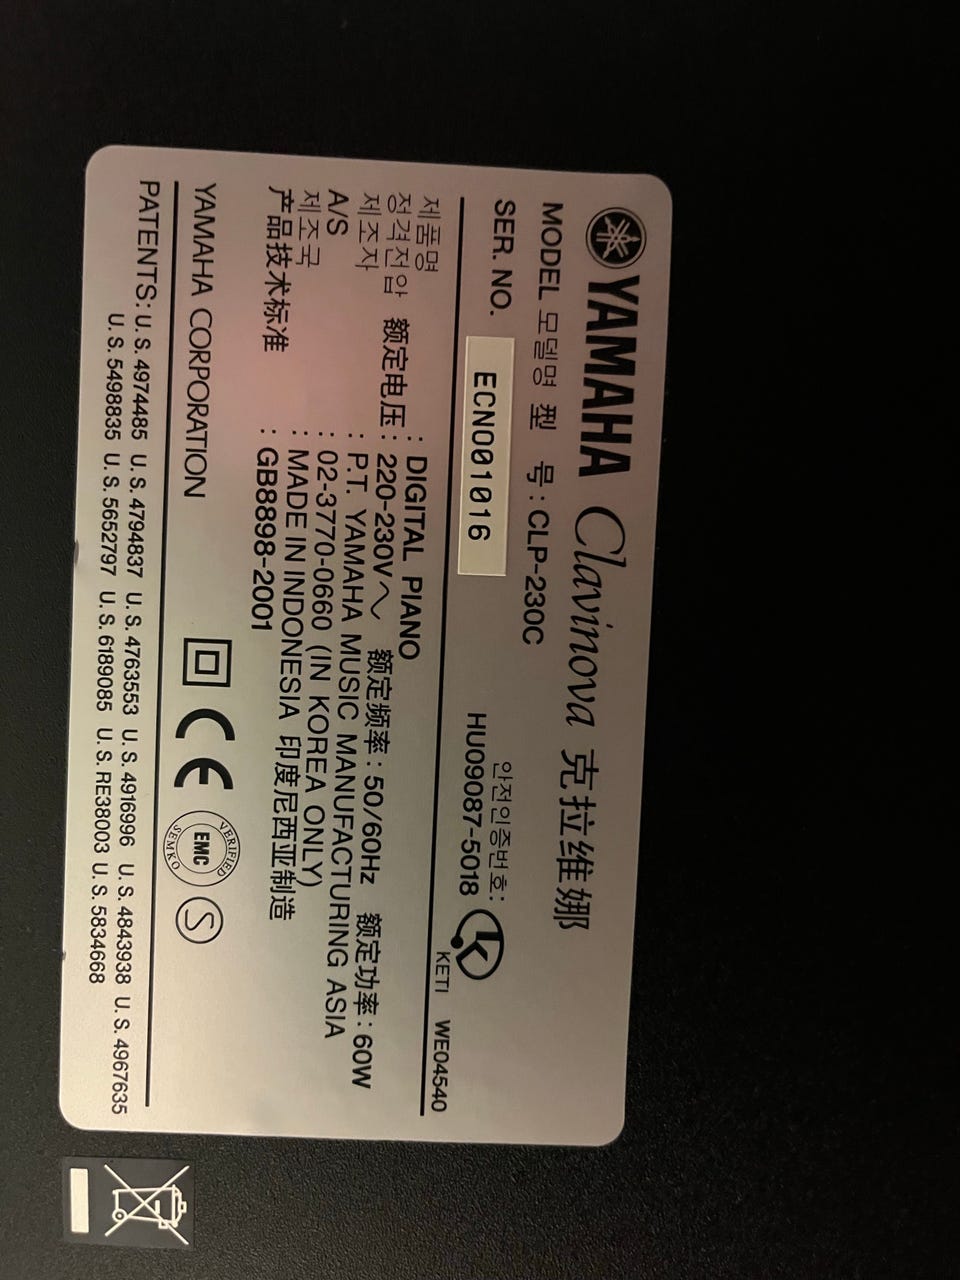 YAMAHA Clavinova 克拉维娜
MODEL 모델명 型 号 : CLP-230C
SER. NO. ECNO01016
안전인증번호:
HU09087-5018
KETI WE04540
제품명 : DIGITAL PIANO
정격전압 额定电压 : 220-230V～ 额定频率 : 50/60Hz 额定功率 : 60W
제조자 : P.T. YAMAHA MUSIC MANUFACTURING ASIA
A/S : 02-3770-0660 (IN KOREA ONLY)
제조국 : MADE IN INDONESIA 印度尼西亚制造
产品技术标准 : GB8898-2001
YAMAHA CORPORATION
CE
VERIFIED
EMC
SEMKO
S
PATENTS: U. S. 4974485 U. S. 4794837 U. S. 4763553 U. S. 4916996 U. S. 4843938 U. S. 4967635
U. S. 5498835 U. S. 5652797 U. S. 6189085 U. S. RE38003 U. S. 5834668